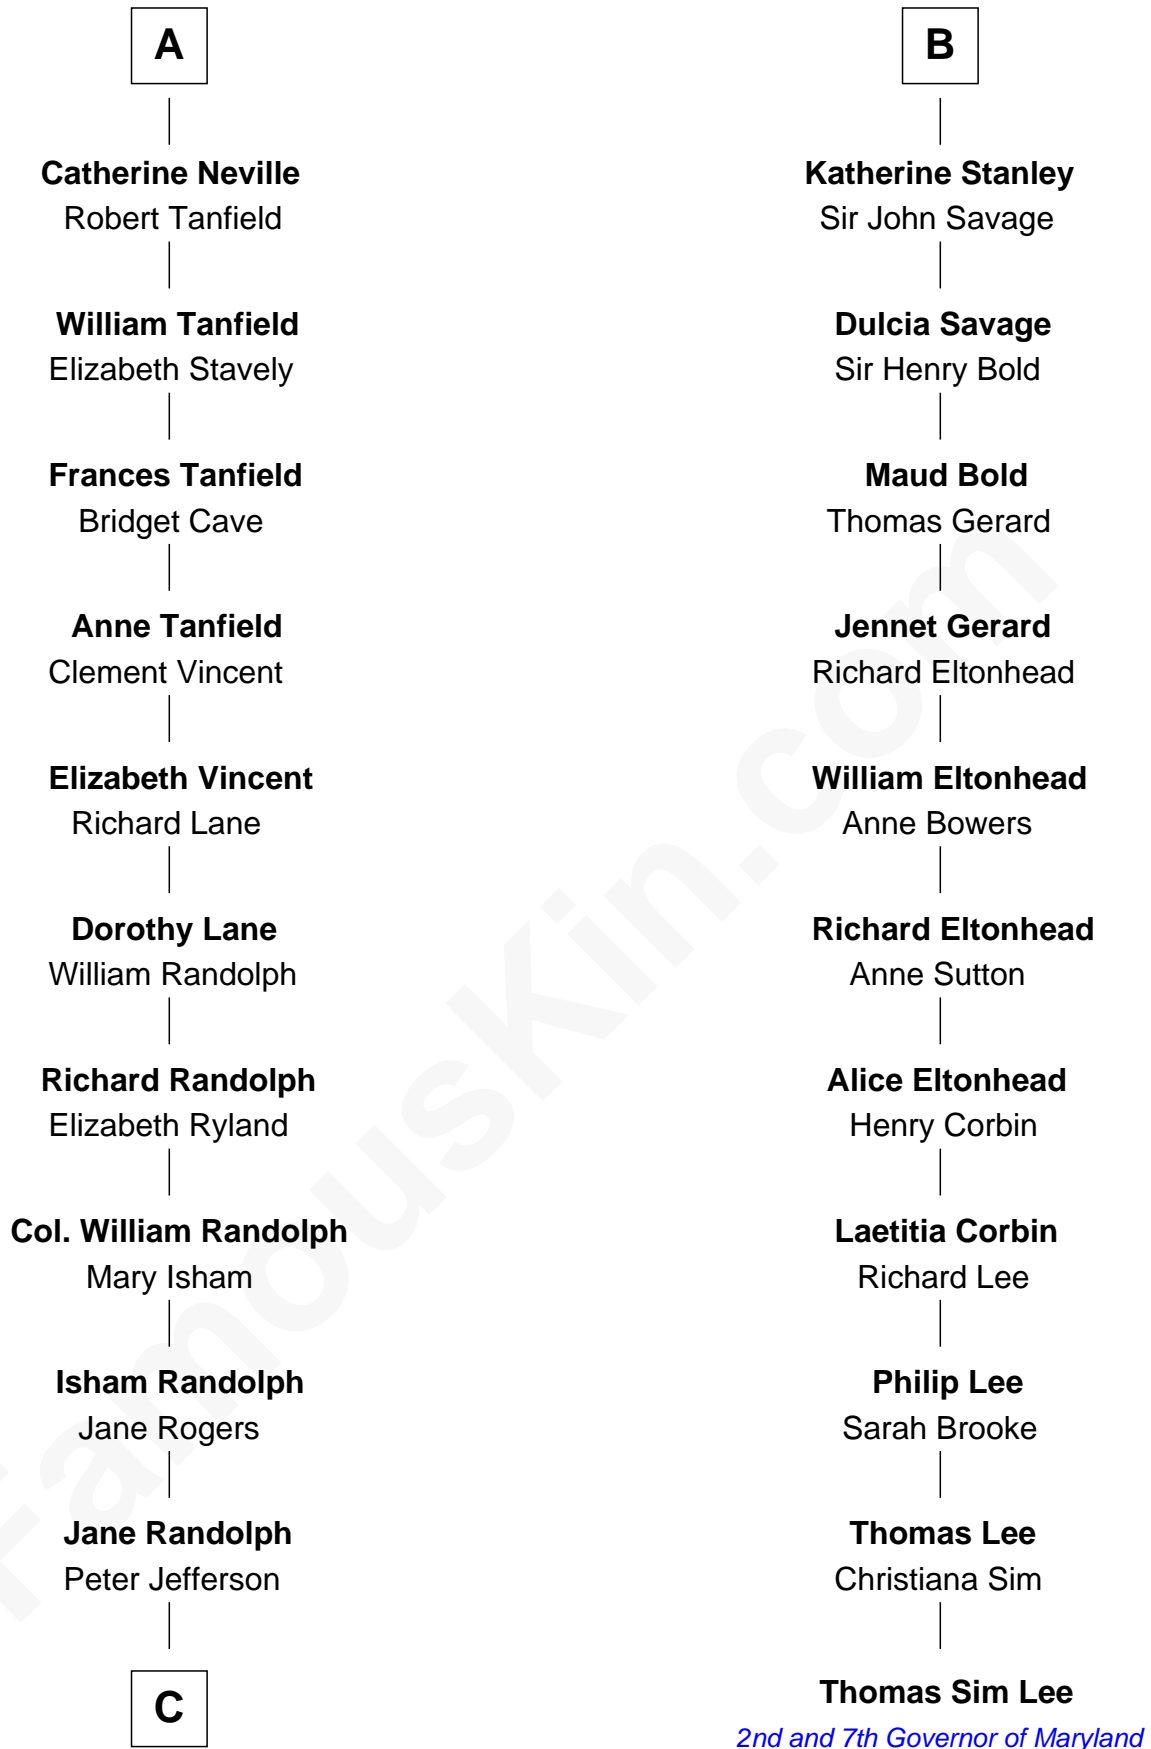 A
Catherine Neville
Robert Tanfield
William Tanfield
Elizabeth Stavely
Frances Tanfield
Bridget Cave
Anne Tanfield
Clement Vincent
Elizabeth Vincent
Richard Lane
Dorothy Lane
William Randolph
Richard Randolph
Elizabeth Ryland
Col. William Randolph
Mary Isham
Isham Randolph
Jane Rogers
Jane Randolph
Peter Jefferson
C
B
Katherine Stanley
Sir John Savage
Dulcia Savage
Sir Henry Bold
Maud Bold
Thomas Gerard
Jennet Gerard
Richard Eltonhead
William Eltonhead
Anne Bowers
Richard Eltonhead
Anne Sutton
Alice Eltonhead
Henry Corbin
Laetitia Corbin
Richard Lee
Philip Lee
Sarah Brooke
Thomas Lee
Christiana Sim
Thomas Sim Lee
2nd and 7th Governor of Maryland
FamousKin.com